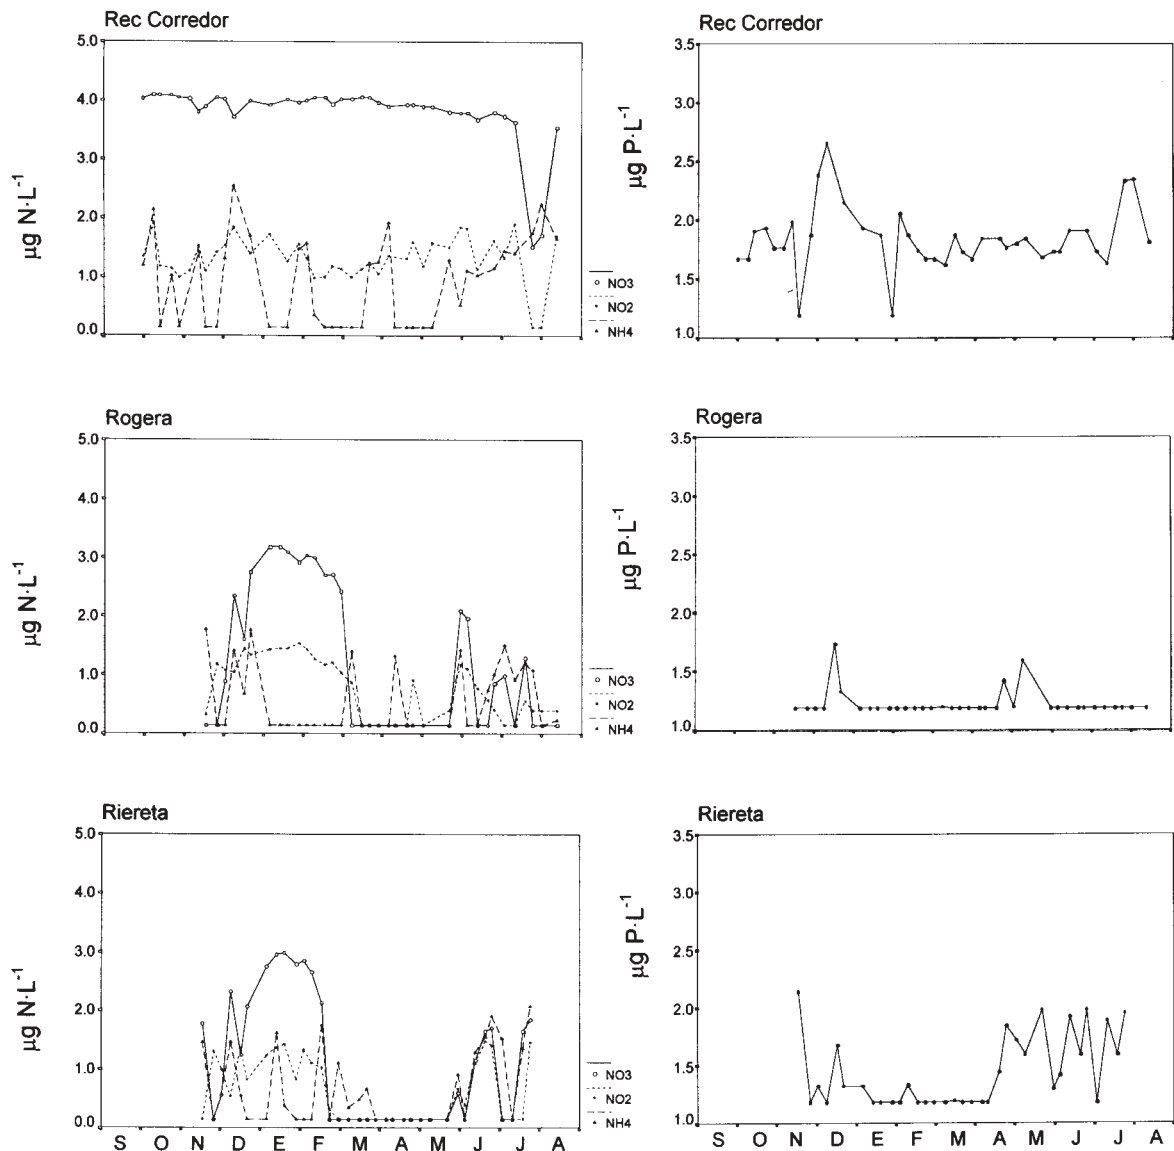 Rec Corredor
5.0
4.0
3.0
2.0
1.0
0.0
µg N·L⁻¹
NO3
NO2
NH4
Rec Corredor
3.5
3.0
2.5
2.0
1.5
1.0
µg P·L⁻¹
Rogera
5.0
4.0
3.0
2.0
1.0
0.0
µg N·L⁻¹
NO3
NO2
NH4
Rogera
3.5
3.0
2.5
2.0
1.5
1.0
µg P·L⁻¹
Riereta
5.0
4.0
3.0
2.0
1.0
0.0
µg N·L⁻¹
NO3
NO2
NH4
S O N D E F M A M J J A
Riereta
3.5
3.0
2.5
2.0
1.5
1.0
µg P·L⁻¹
S O N D E F M A M J J A